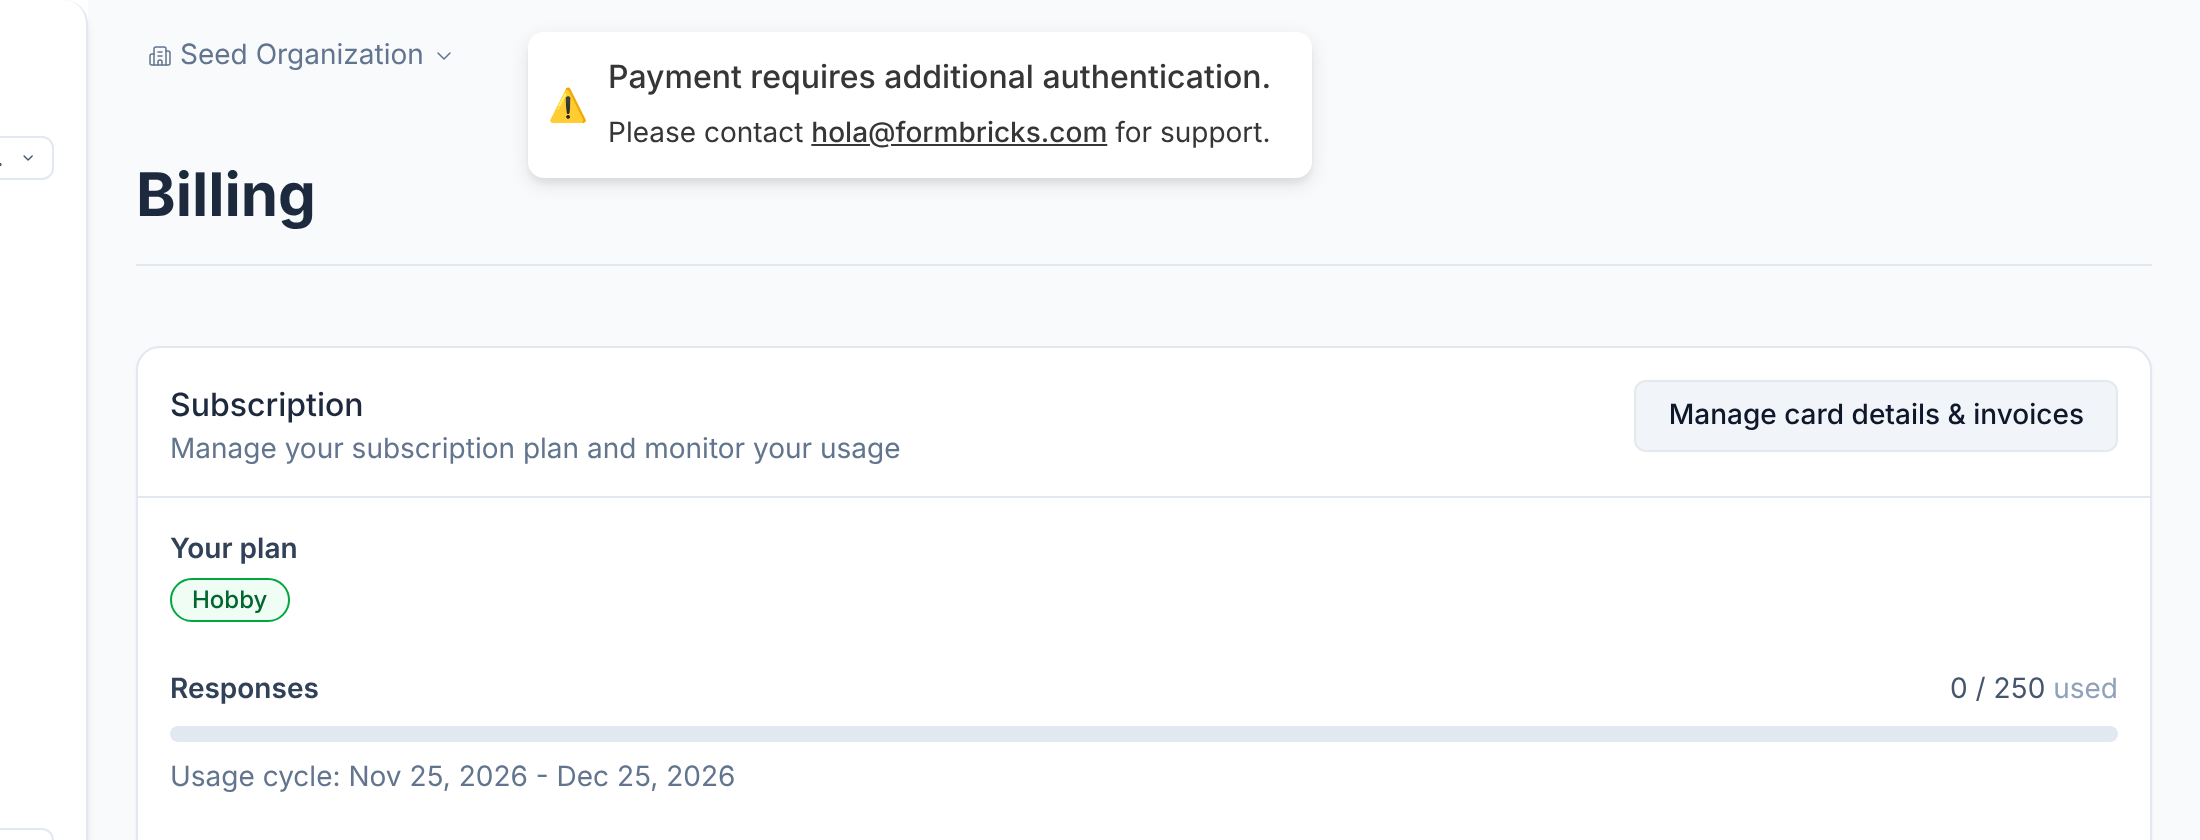 Seed Organization
Payment requires additional authentication.
Please contact hola@formbricks.com for support.
Billing
Subscription
Manage your subscription plan and monitor your usage
Manage card details & invoices
Your plan
Hobby
Responses
0 / 250 used
Usage cycle: Nov 25, 2026 - Dec 25, 2026